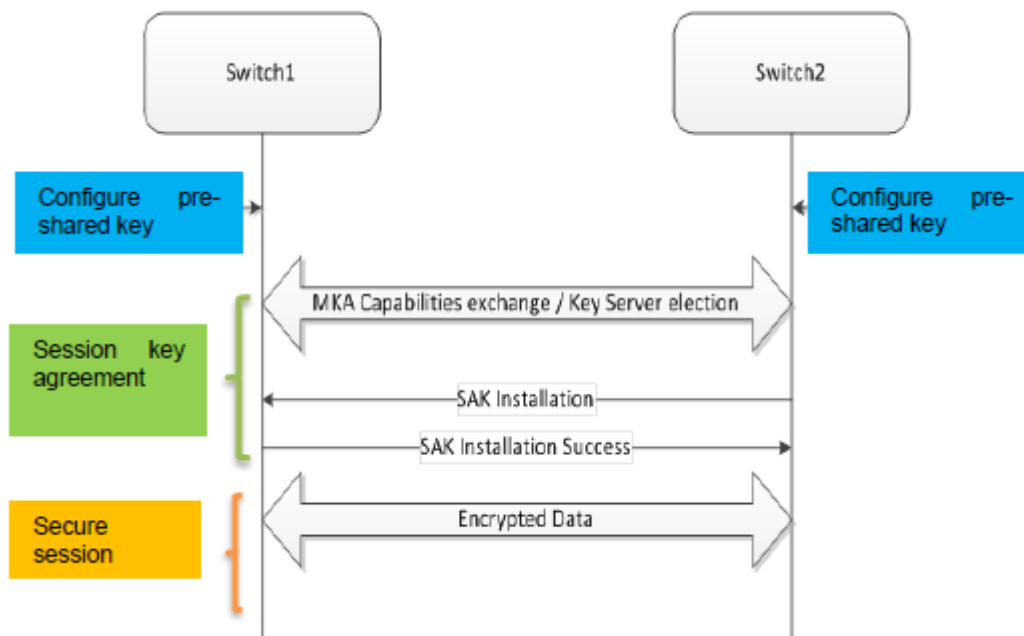 Switch1
Switch2
Configure pre-
shared key
Configure pre-
shared key
MKA Capabilities exchange / Key Server election
Session key
agreement
SAK Installation
SAK Installation Success
Secure
session
Encrypted Data